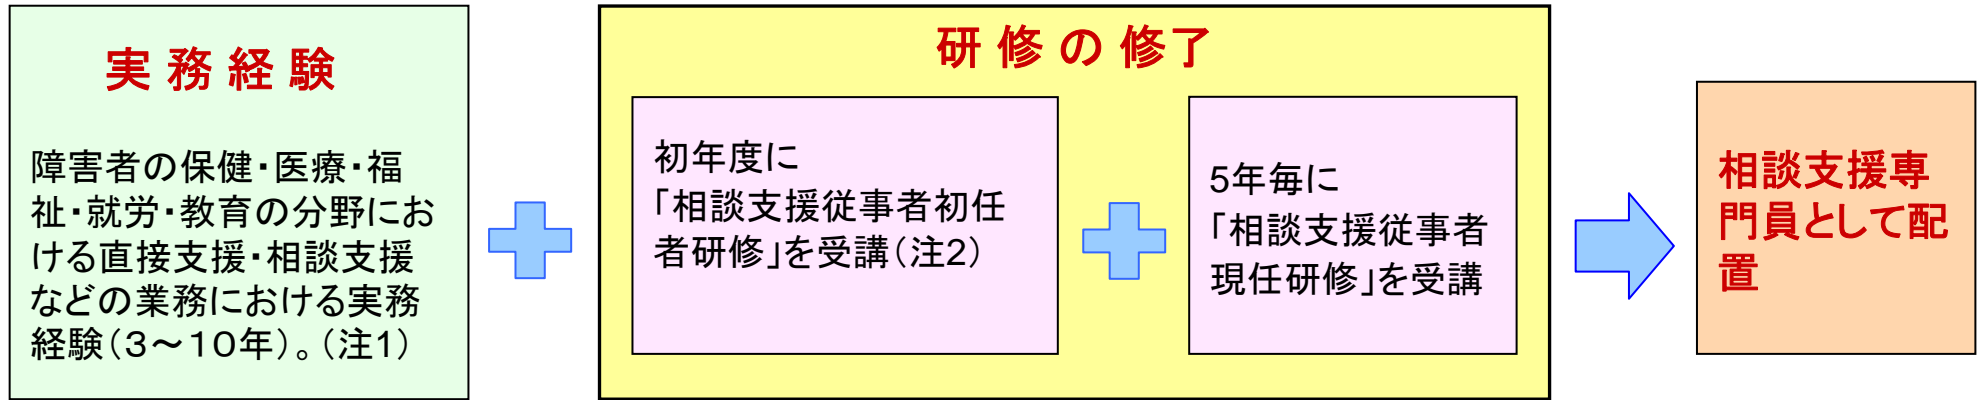 実務経験
障害者の保健・医療・福
祉・就労・教育の分野にお
ける直接支援・相談支援
などの業務における実務
経験(3~10年)。(注1)
研修の修了
初年度に
「相談支援従事者初任
者研修」を受講(注2)
5年毎に
「相談支援従事者
現任研修」を受講
相談支援専
門員として配
置